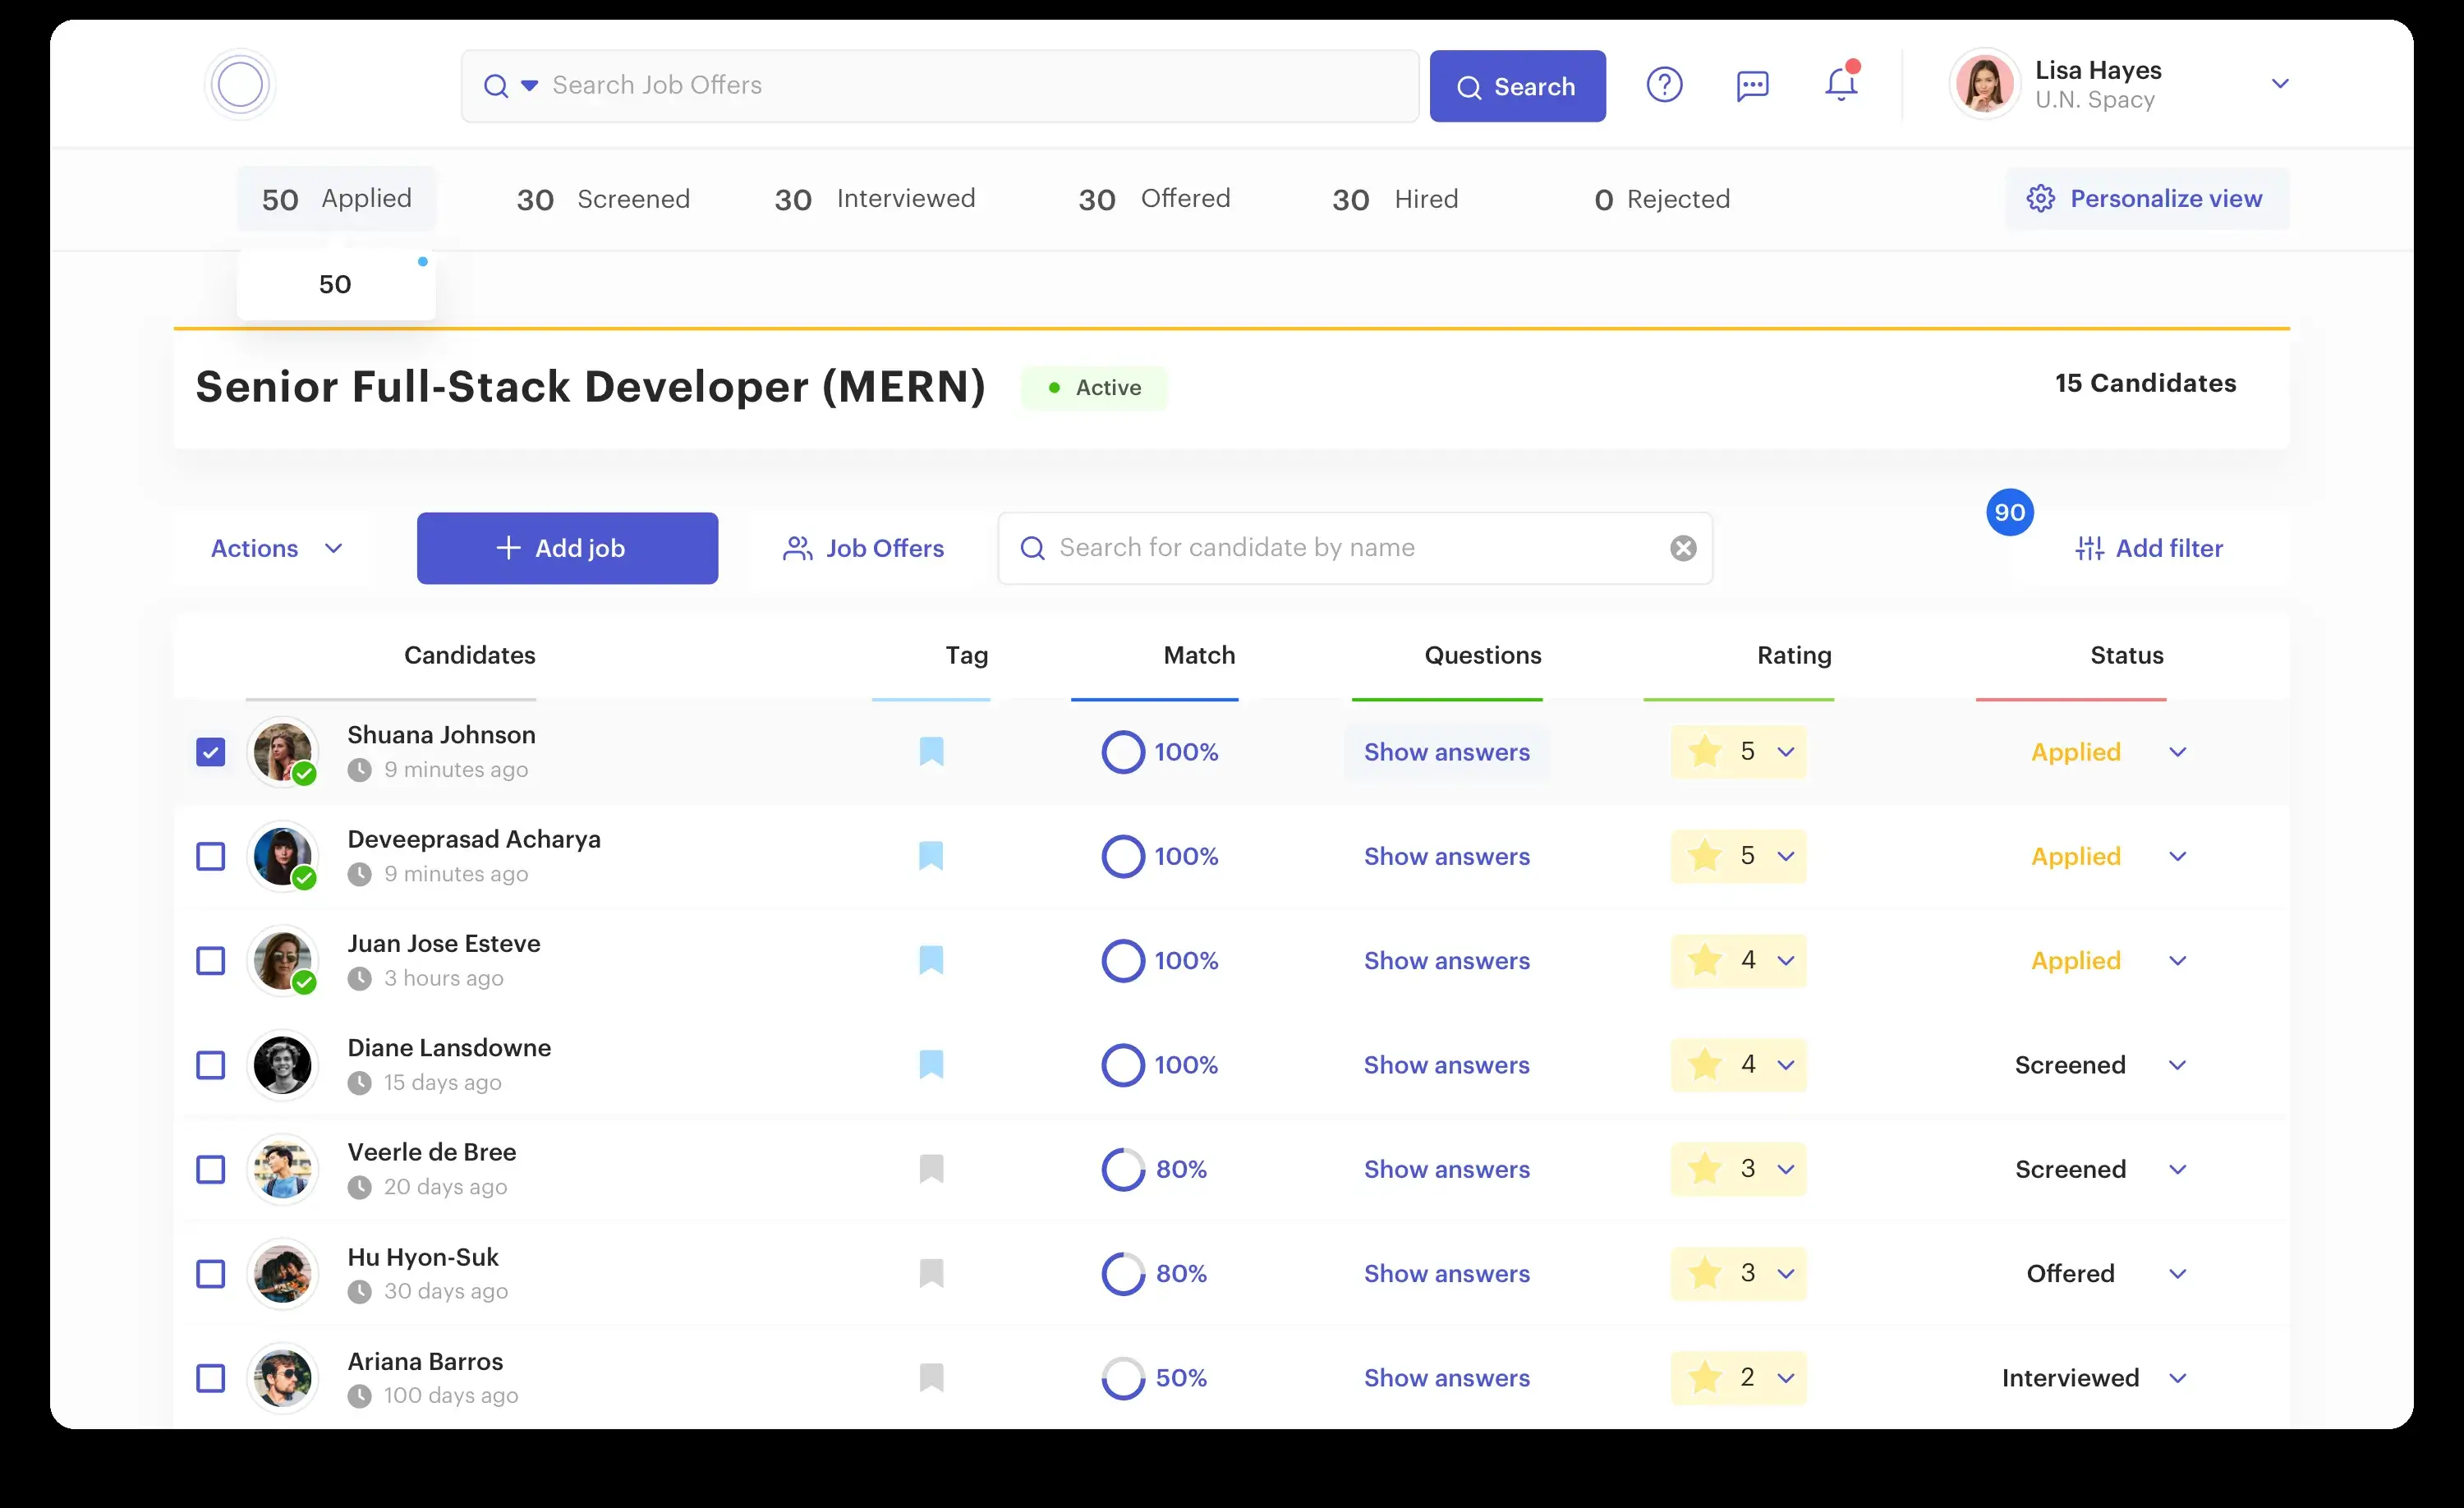 Search Job Offers
Search
Lisa Hayes
U.N. Spacy
50 Applied
30 Screened
30 Interviewed
30 Offered
30 Hired
0 Rejected
Personalize view
50
Senior Full-Stack Developer (MERN)
Active
15 Candidates
Actions
Add job
Job Offers
Search for candidate by name
90
Add filter
Candidates Tag Match Questions Rating Status
Shuana Johnson
9 minutes ago
100% Show answers 5 Applied
Deveeprasad Acharya
9 minutes ago
100% Show answers 5 Applied
Juan Jose Esteve
3 hours ago
100% Show answers 4 Applied
Diane Lansdowne
15 days ago
100% Show answers 4 Screened
Veerle de Bree
20 days ago
80% Show answers 3 Screened
Hu Hyon-Suk
30 days ago
80% Show answers 3 Offered
Ariana Barros
100 days ago
50% Show answers 2 Interviewed